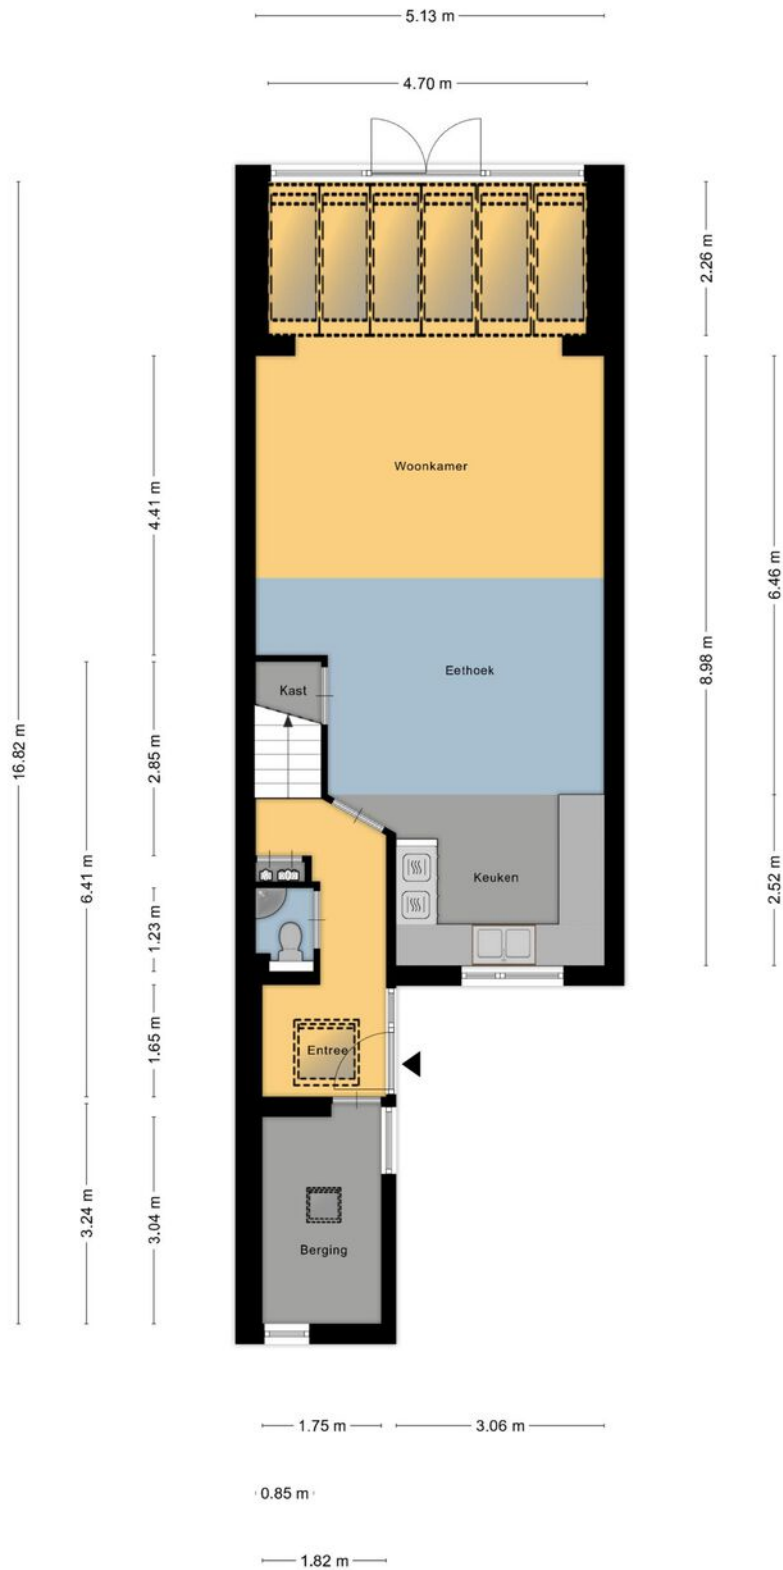 5.13 m
4.70 m
2.26 m
Woonkamer
4.41 m
6.46 m
8.98 m
Eethoek
Kast
16.82 m
2.85 m
6.41 m
Keuken
2.52 m
1.23 m
1.65 m
Entree
3.24 m
3.04 m
Berging
1.75 m
3.06 m
0.85 m
1.82 m